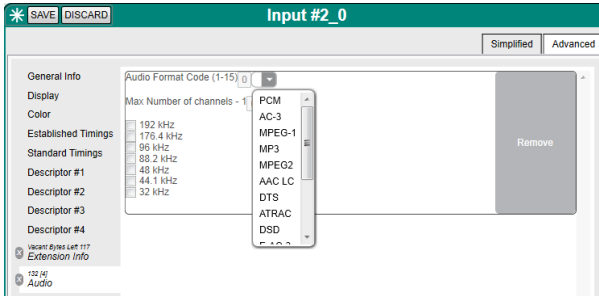 SAVE DISCARD Input #2_0
Simplified Advanced
General Info
Display
Color
Established Timings
Standard Timings
Descriptor #1
Descriptor #2
Descriptor #3
Descriptor #4
Vacent Bytes Left 117
Extension Info
132 [4]
Audio
Audio Format Code (1-15) 0
Max Number of channels - 1
192 kHz
176.4 kHz
96 kHz
88.2 kHz
48 kHz
44.1 kHz
32 kHz
PCM
AC-3
MPEG-1
MP3
MPEG2
AAC LC
DTS
ATRAC
DSD
Remove